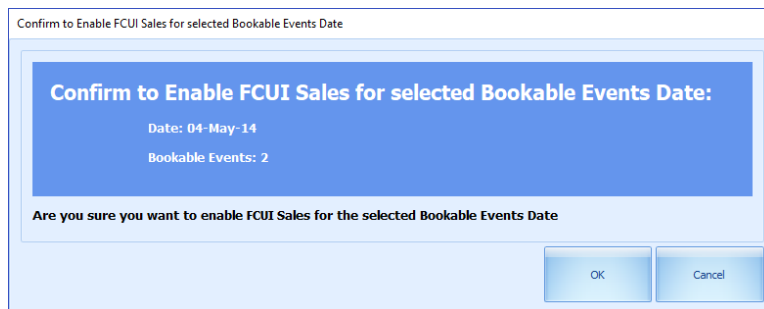 Confirm to Enable FCUI Sales for selected Bookable Events Date
Confirm to Enable FCUI Sales for selected Bookable Events Date:
Date: 04-May-14
Bookable Events: 2
Are you sure you want to enable FCUI Sales for the selected Bookable Events Date
OK
Cancel